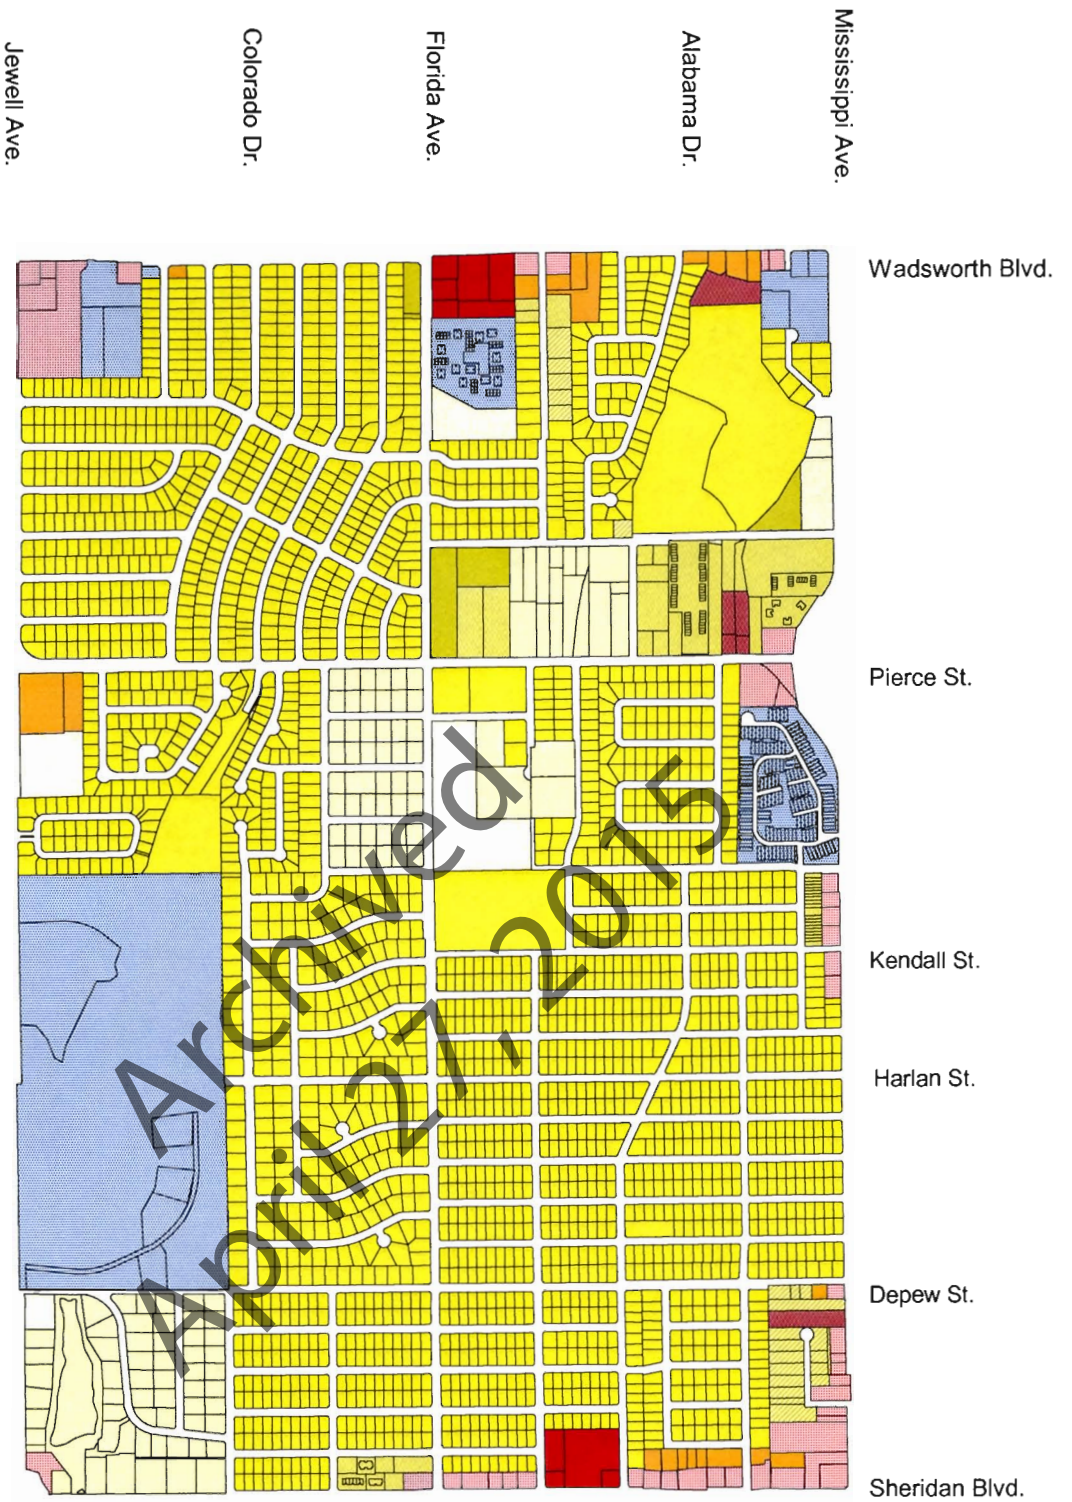 Jewell Ave.
Colorado Dr.
Florida Ave.
Alabama Dr.
Mississippi Ave.
Wadsworth Blvd.
Pierce St.
Kendall St.
Harlan St.
Depew St.
Sheridan Blvd.
Archived
April 27, 2015